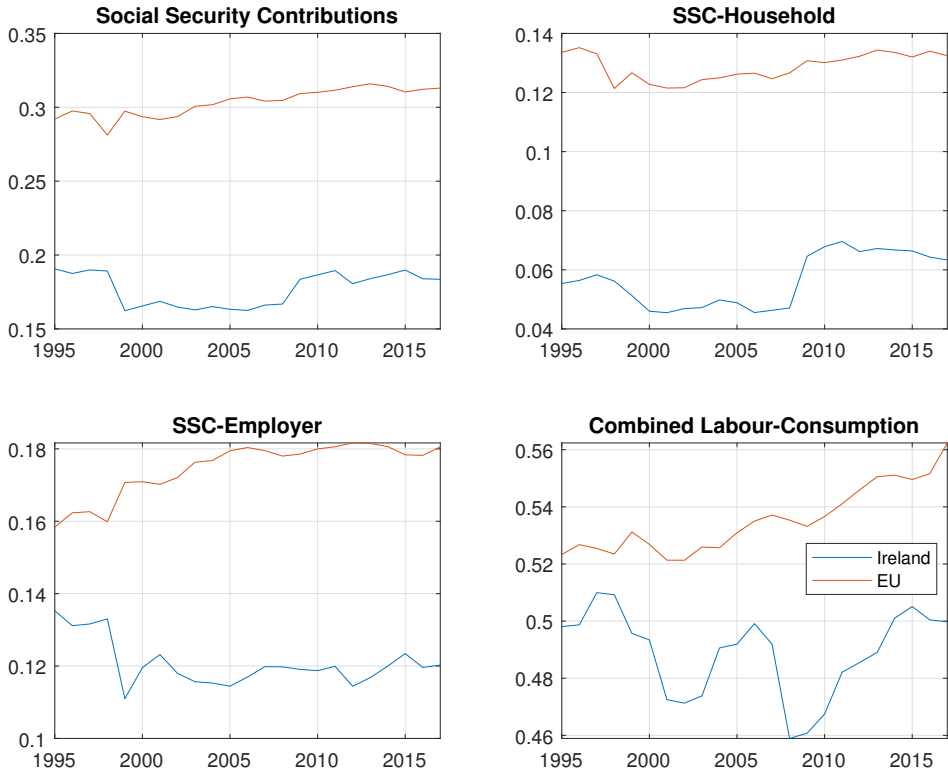 Social Security Contributions
0.35
0.3
0.25
0.2
0.15
1995 2000 2005 2010 2015
SSC-Household
0.14
0.12
0.1
0.08
0.06
0.04
1995 2000 2005 2010 2015
SSC-Employer
0.18
0.16
0.14
0.12
0.1
1995 2000 2005 2010 2015
Combined Labour-Consumption
0.56
0.54
0.52
0.5
0.48
0.46
Ireland
EU
1995 2000 2005 2010 2015